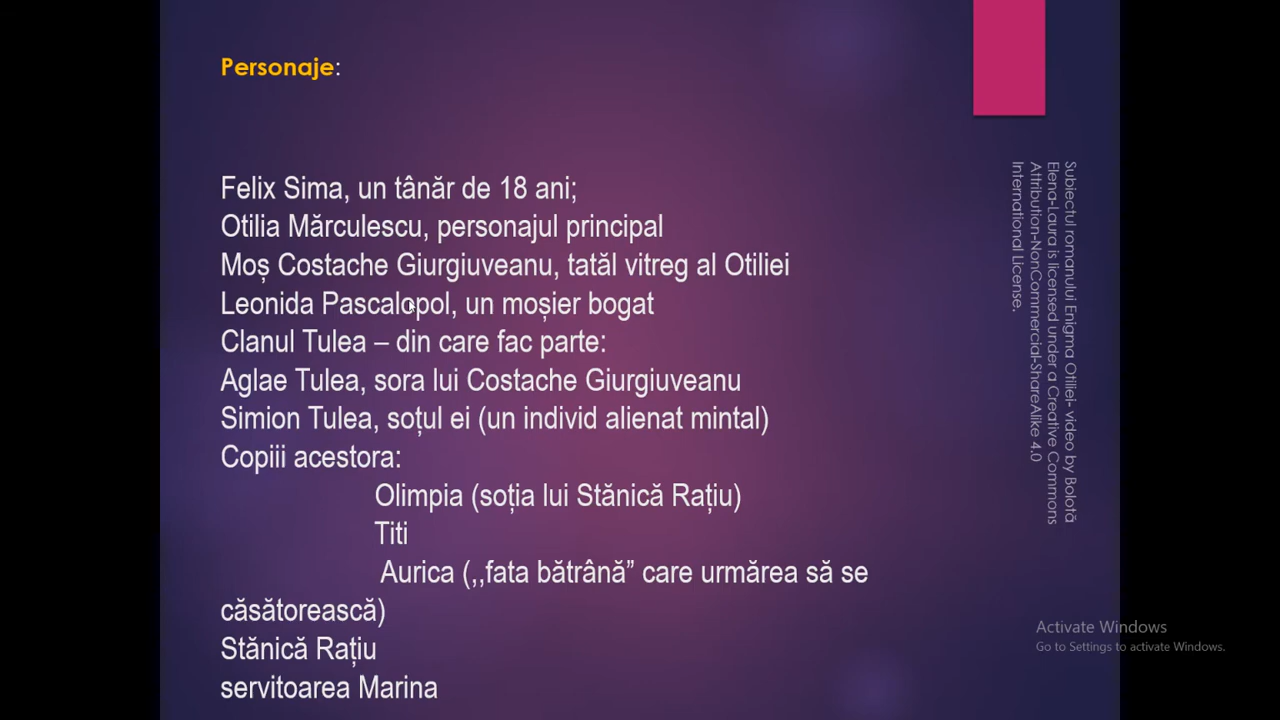 Personaje:
Felix Sima, un tânăr de 18 ani;
Otilia Mărculescu, personajul principal
Moș Costache Giurgiuveanu, tatăl vitreg al Otiliei
Leonida Pascalopol, un moșier bogat
Clanul Tulea – din care fac parte:
Aglae Tulea, sora lui Costache Giurgiuveanu
Simion Tulea, soțul ei (un individ alienat mintal)
Copiii acestora:
Olimpia (soția lui Stănică Rațiu)
Titi
Aurica (,,fata bătrână” care urmărea să se
căsătorească)
Stănică Rațiu
servitoarea Marina
Subiectul romanului Enigma Otiliei- video by Bolotă
Elena-Laura is licensed under a Creative Commons
Attribution-NonCommercial-ShareAlike 4.0
International License.
Activate Windows
Go to Settings to activate Windows.